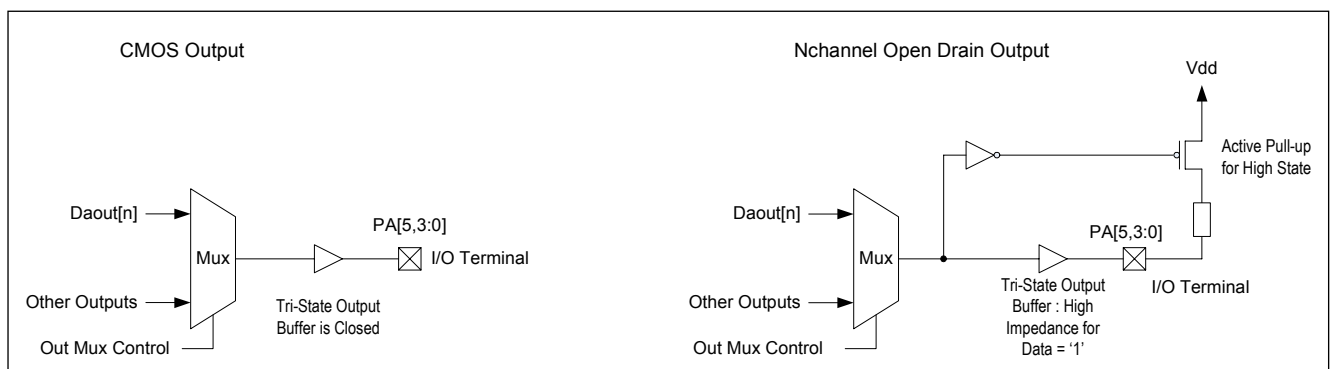 CMOS Output
Daout[n]
Mux
PA[5,3:0]
I/O Terminal
Other Outputs
Tri-State Output
Buffer is Closed
Out Mux Control
Nchannel Open Drain Output
Vdd
Active Pull-up
for High State
Daout[n]
Mux
PA[5,3:0]
I/O Terminal
Other Outputs
Tri-State Output
Buffer : High
Impedance for
Data = ‘1’
Out Mux Control